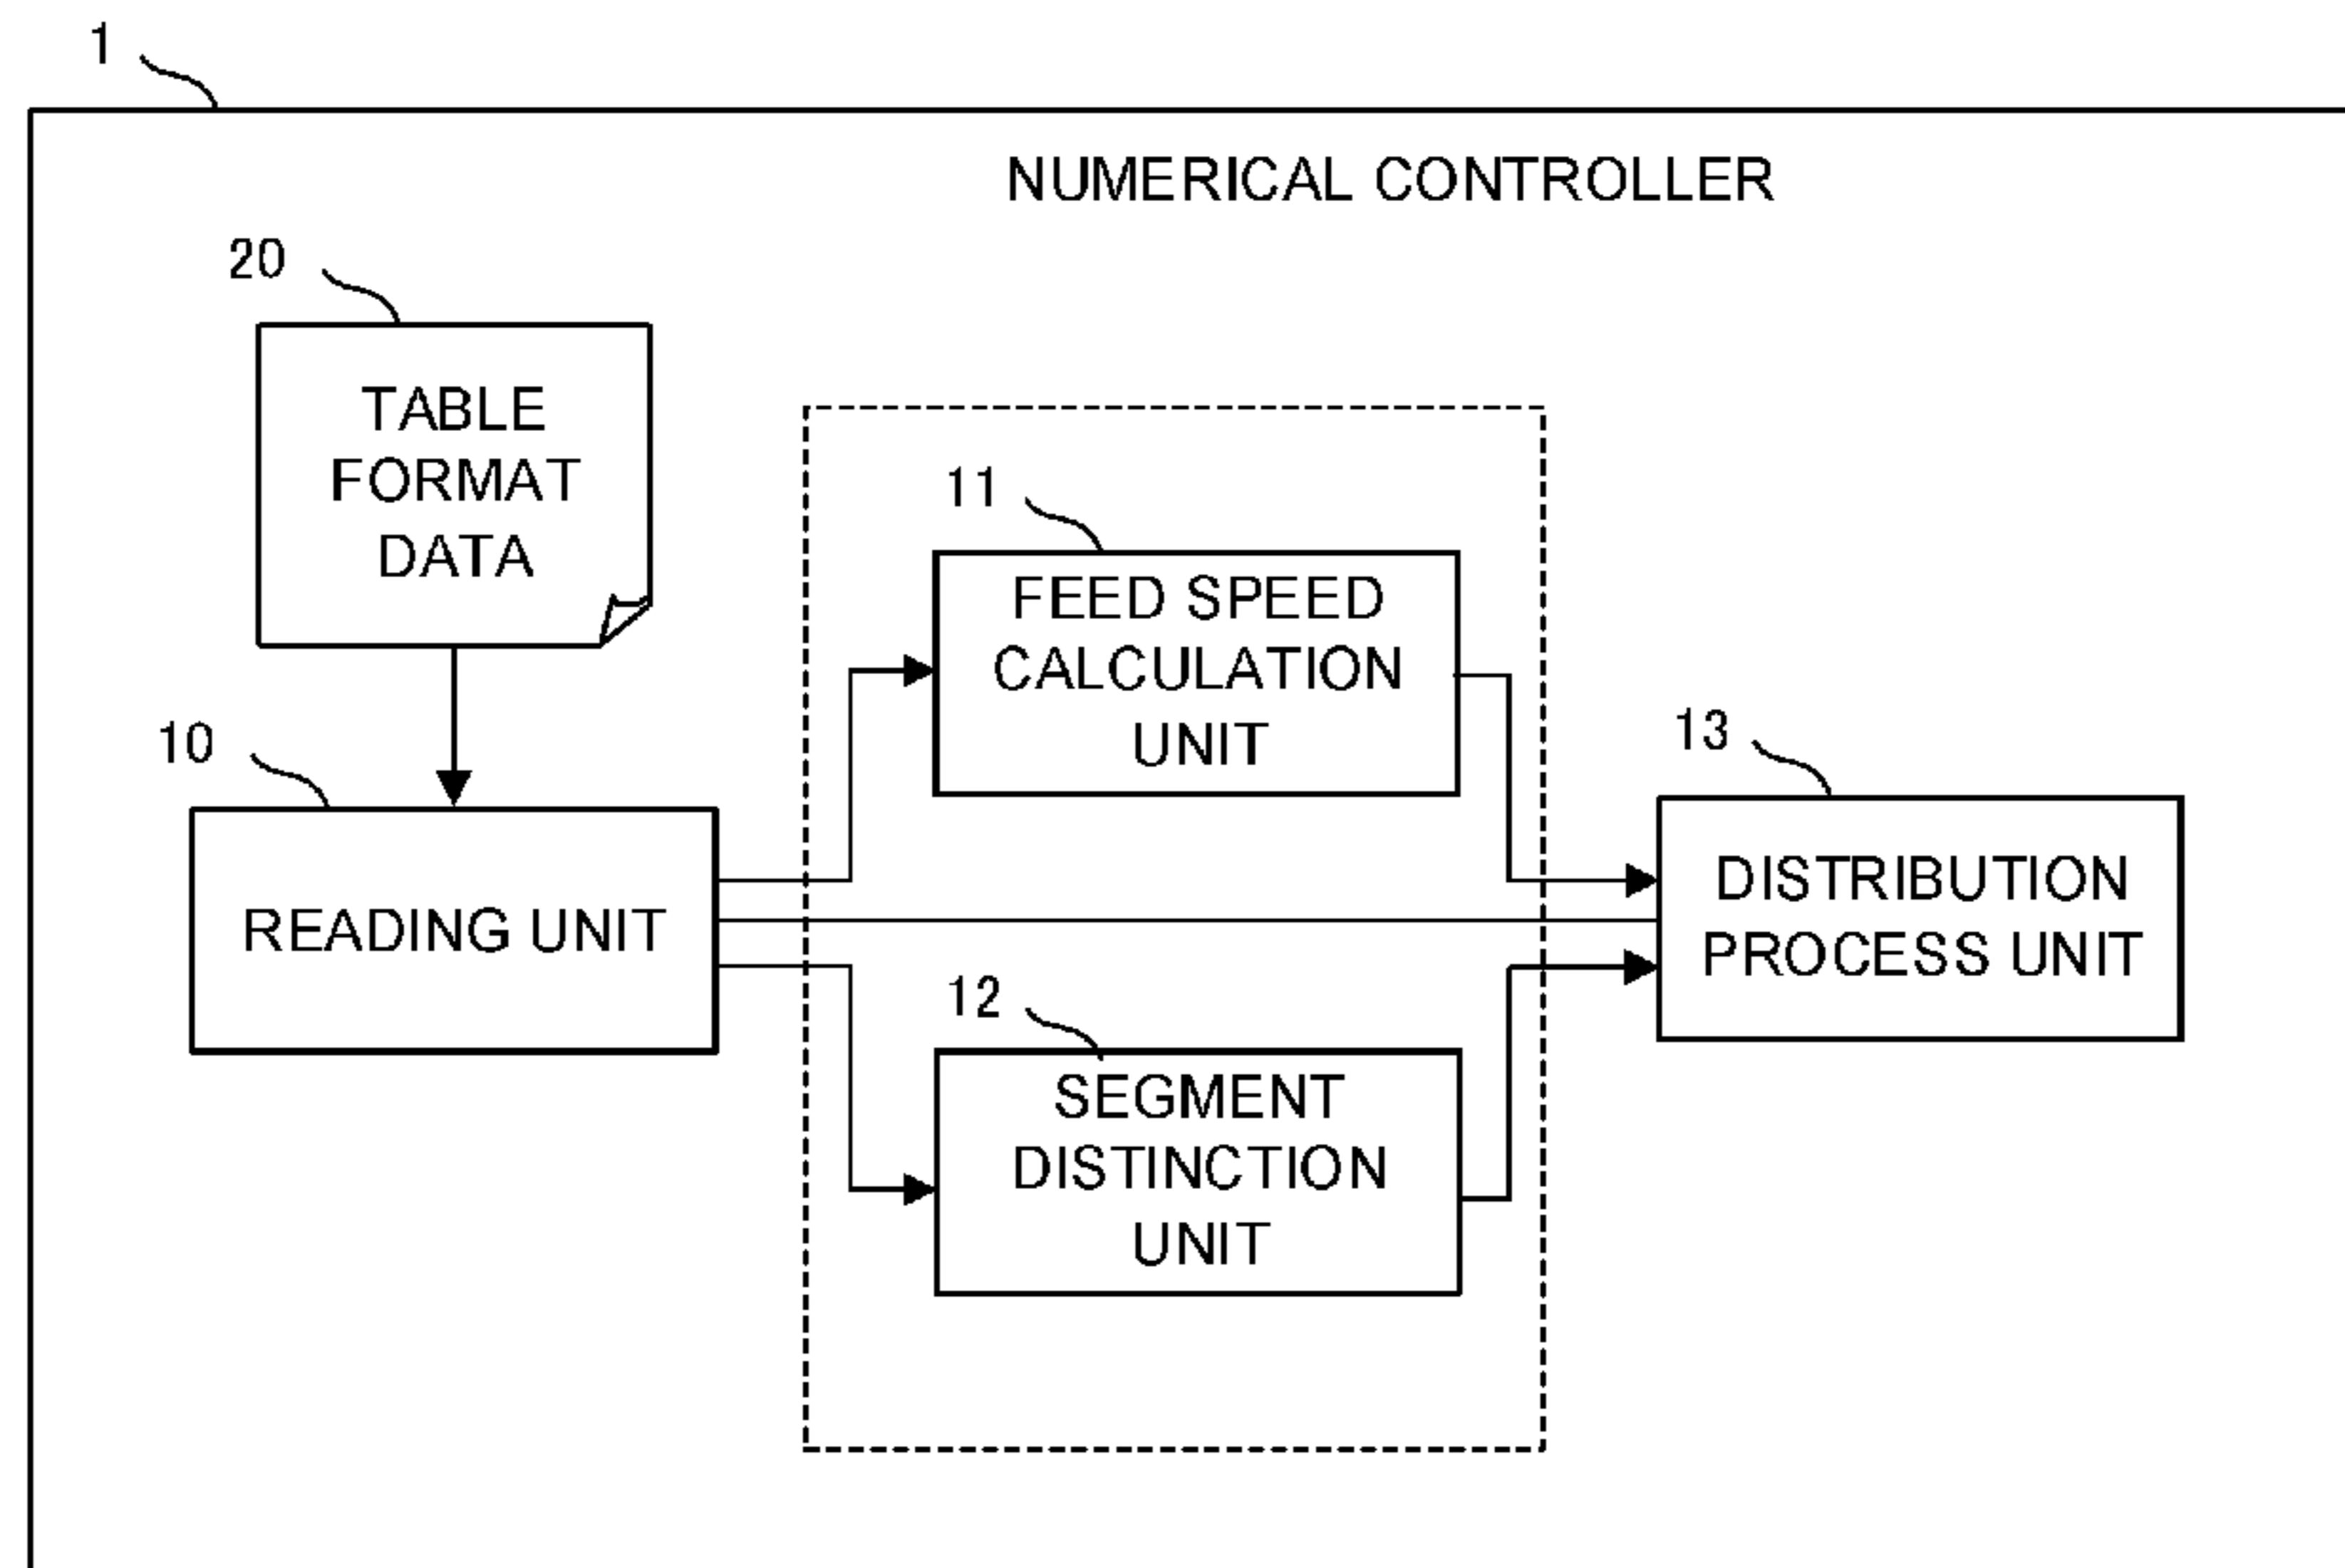 1
NUMERICAL CONTROLLER
20
TABLE
FORMAT
DATA
11
FEED SPEED
CALCULATION
UNIT
10
READING UNIT
13
DISTRIBUTION
PROCESS UNIT
12
SEGMENT
DISTINCTION
UNIT